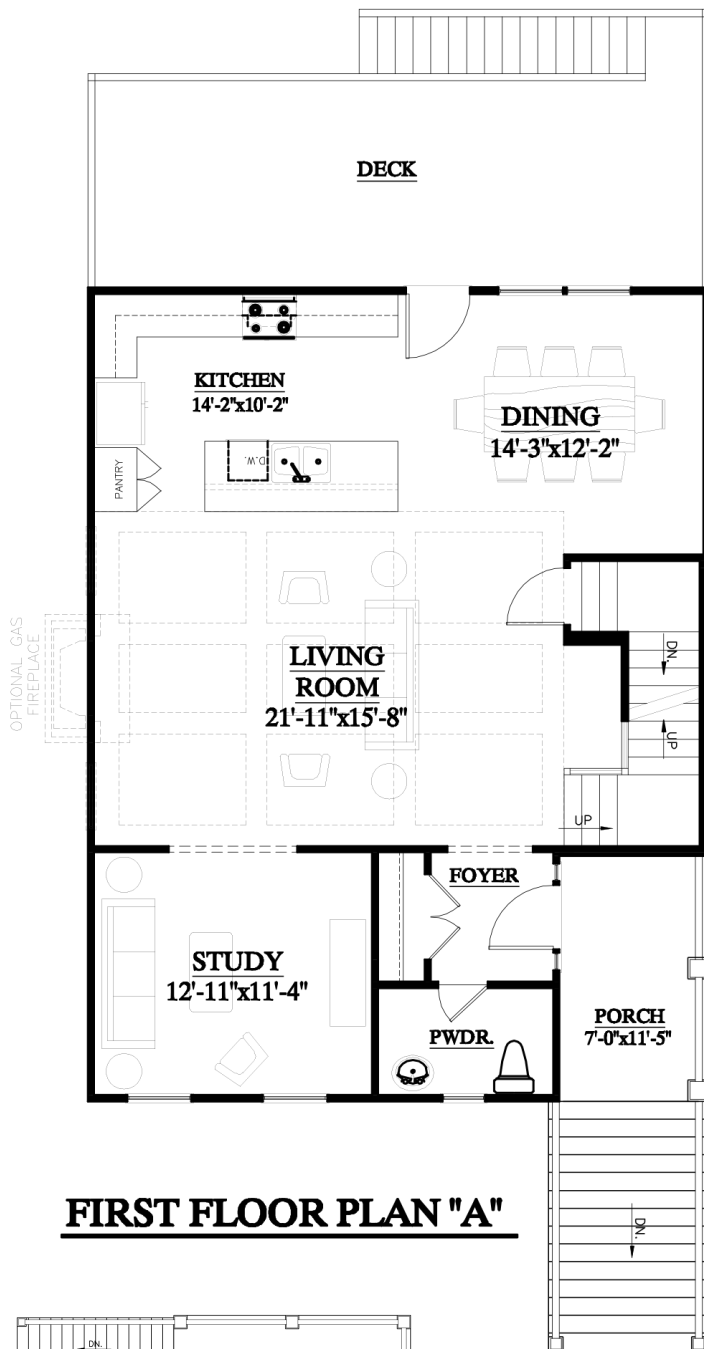 DECK
KITCHEN
14'-2"x10'-2"
DINING
14'-3"x12'-2"
D.W.
PANTRY
OPTIONAL GAS
FIREPLACE
LIVING
ROOM
21'-11"x15'-8"
DN.
UP
UP
FOYER
STUDY
12'-11"x11'-4"
PWDR.
PORCH
7'-0"x11'-5"
FIRST FLOOR PLAN "A"
DN.
DN.